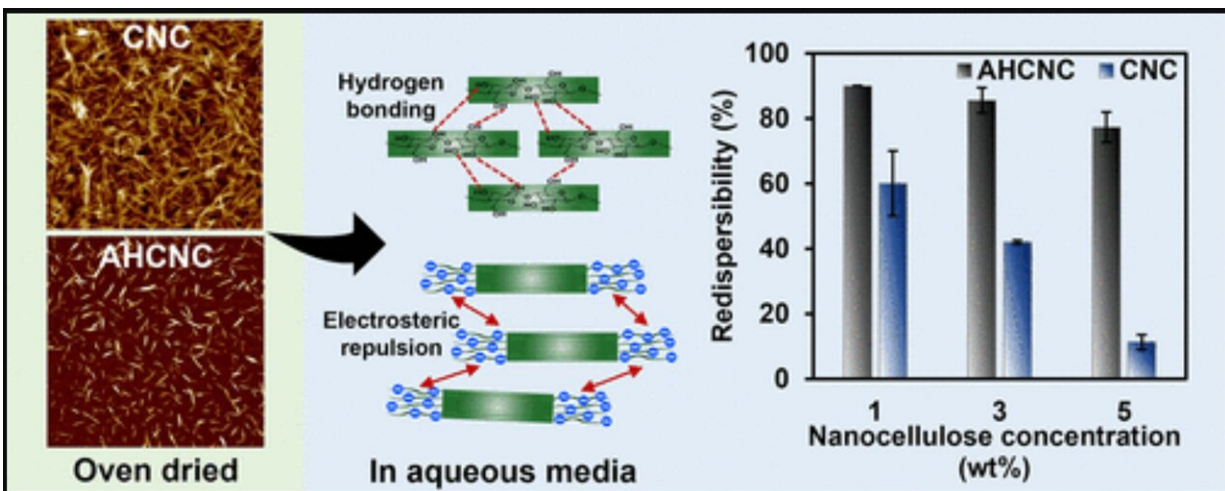 CNC
AHCNC
Oven dried
Hydrogen
bonding
Electrosteric
repulsion
In aqueous media
Redispersibility (%)
100
80
60
40
20
0
AHCNC
CNC
1
3
5
Nanocellulose concentration
(wt%)